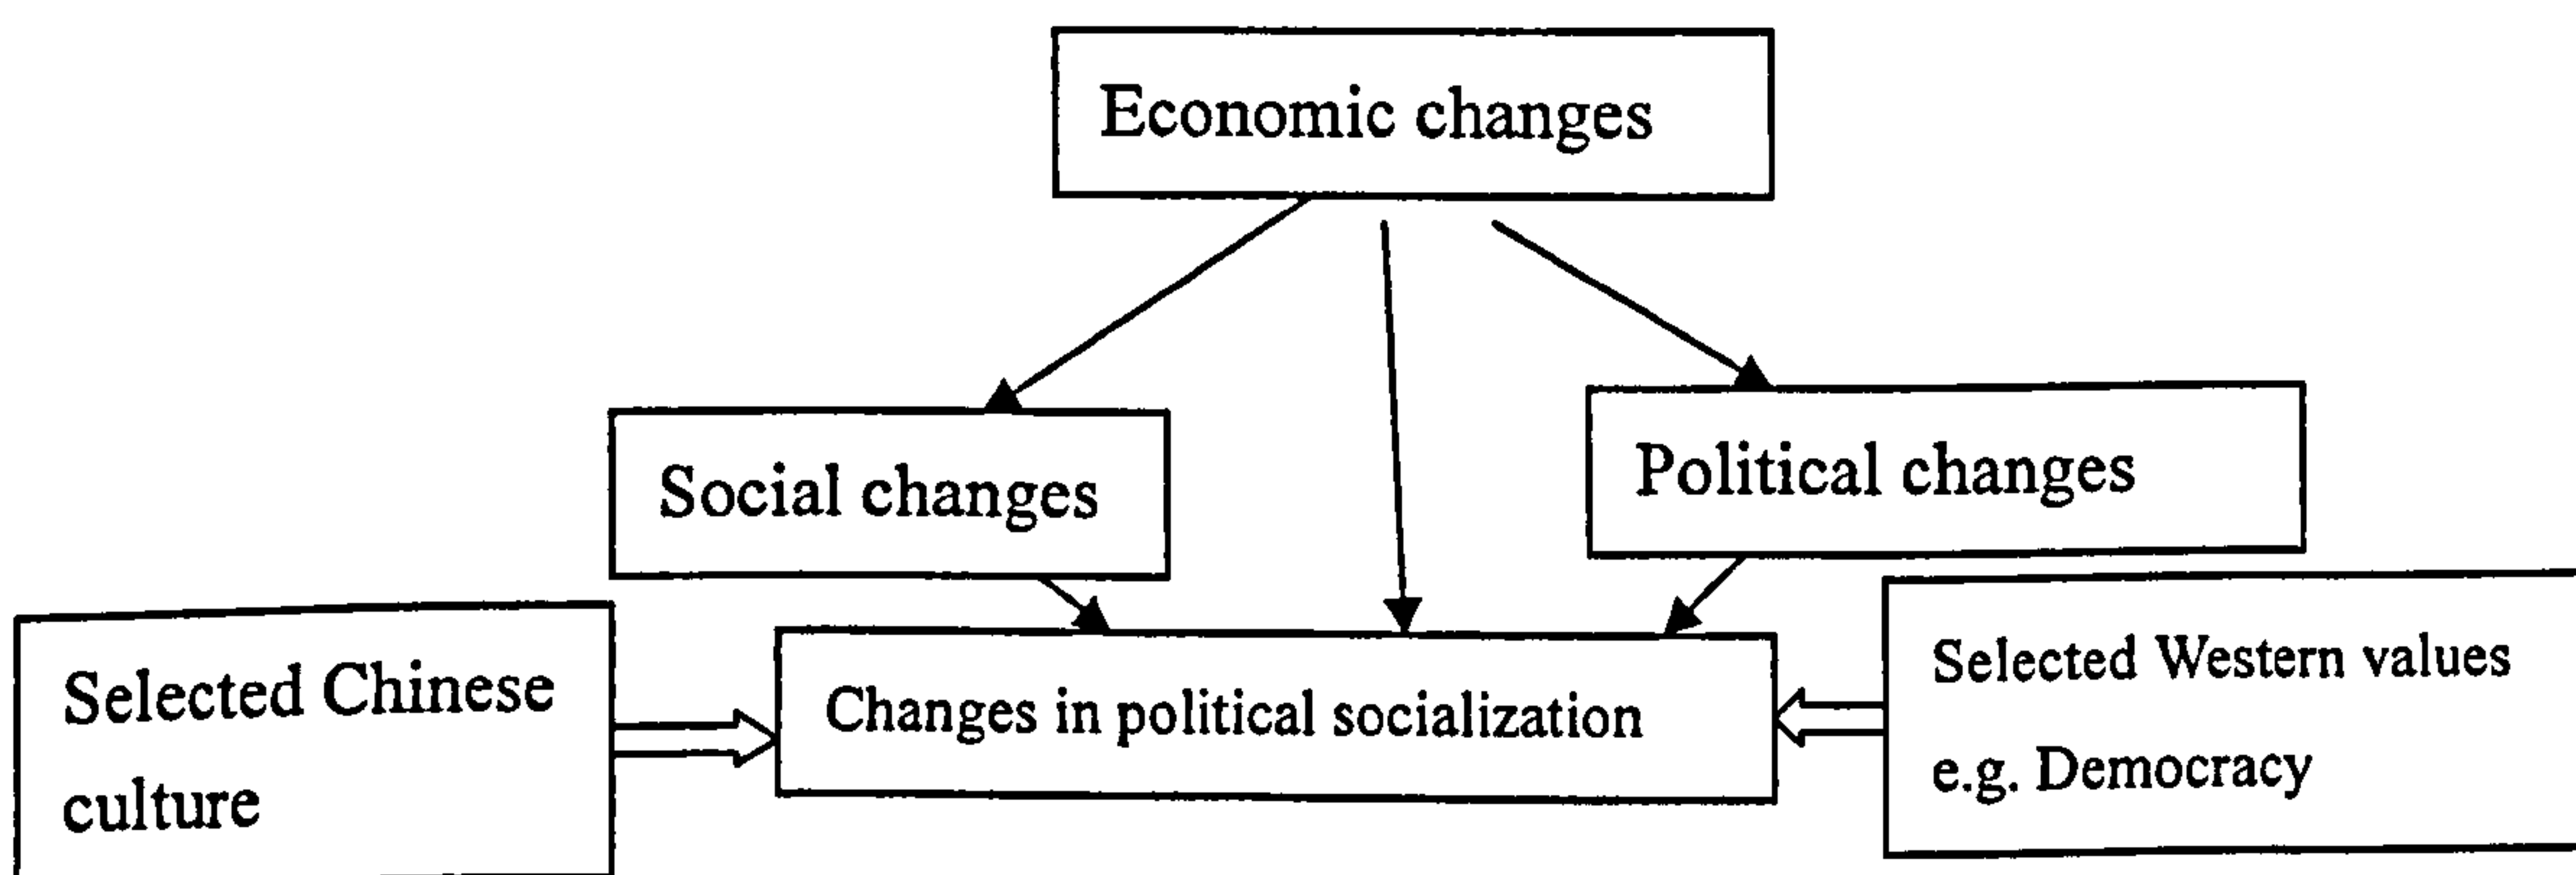 Economic changes
Social changes
Political changes
Selected Chinese
culture
Changes in political socialization
Selected Western values
e.g. Democracy